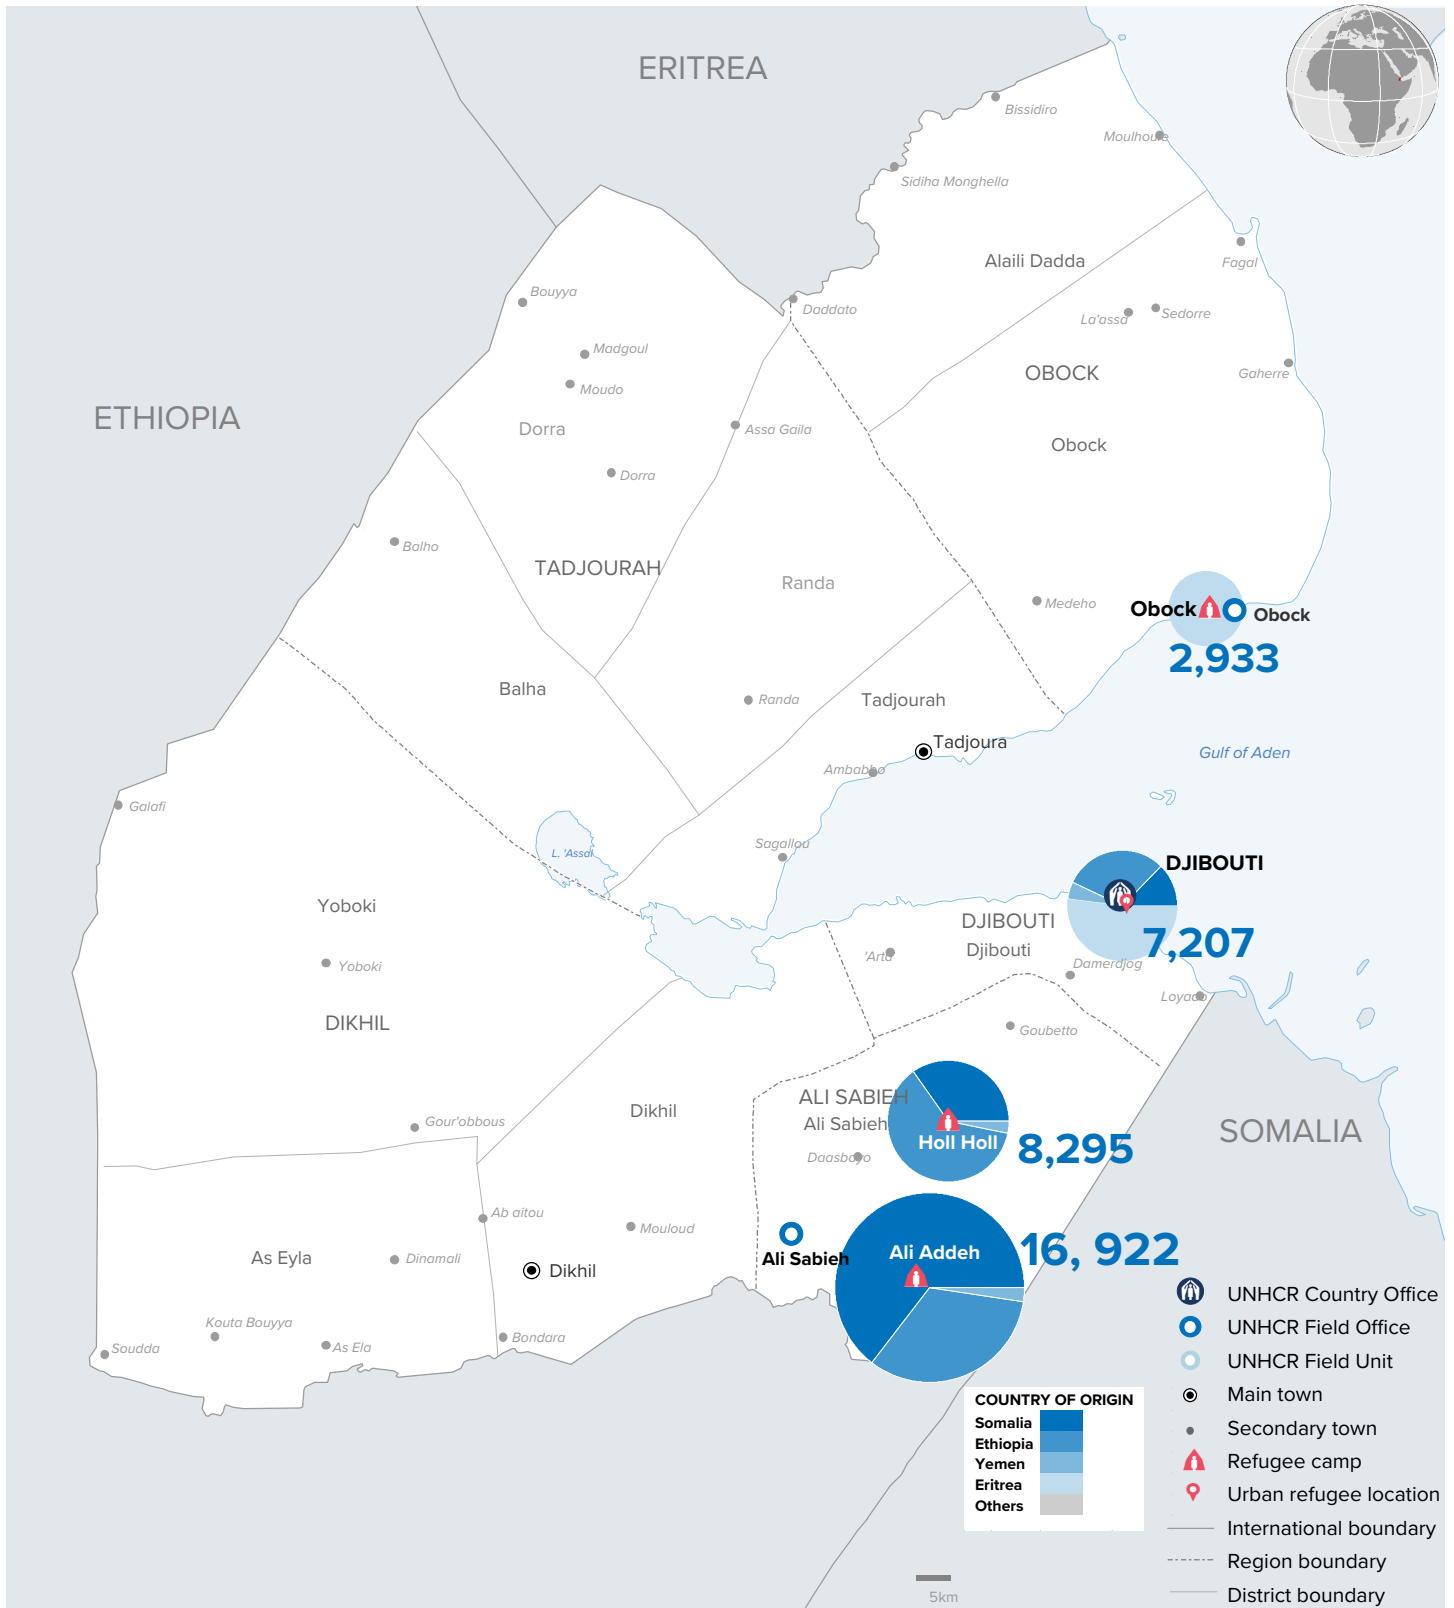 ERITREA
Bissidiro
Moulhoule
Sidiha Monghella
Alaili Dadda
Fagal
Bouyya
Daddato
La'assa
Sedorre
Madgoul
OBOCK
Gaherre
Moudo
ETHIOPIA
Dorra
Assa Gaila
Obock
Dorra
Balho
TADJOURAH
Randa
Medeho
Obock
Obock
2,933
Balha
Randa
Tadjourah
Tadjoura
Gulf of Aden
Ambabbo
Galafi
Sagallou
L. 'Assal
DJIBOUTI
Yoboki
DJIBOUTI
7,207
Djibouti
'Arta
Yoboki
Damerdjog
Loyado
DIKHIL
Goubetto
ALI SABIEH
Dikhil
Gour'obbous
Ali Sabieh
SOMALIA
Holl Holl
8,295
Daasbayo
Ab aitou
Mouloud
As Eyla
Dinamali
Ali Sabieh
Ali Addeh
16, 922
Dikhil
Kouta Bouyya
Soudda
As Ela
Bondara
COUNTRY OF ORIGIN
Somalia
Ethiopia
Yemen
Eritrea
Others
UNHCR Country Office
UNHCR Field Office
UNHCR Field Unit
Main town
Secondary town
Refugee camp
Urban refugee location
International boundary
Region boundary
District boundary
5km